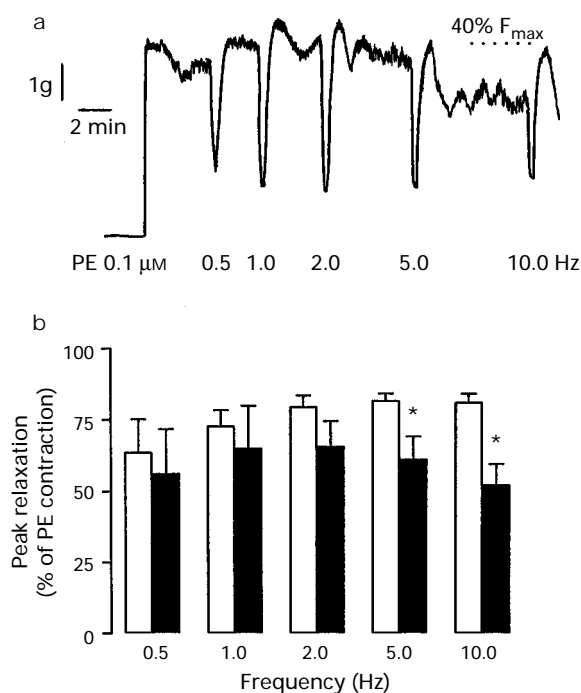 a
40% Fmax
1g
2 min
PE 0.1 μM 0.5 1.0 2.0 5.0 10.0 Hz
b
Peak relaxation
(% of PE contraction)
100
75
50
25
0
* *
0.5 1.0 2.0 5.0 10.0
Frequency (Hz)